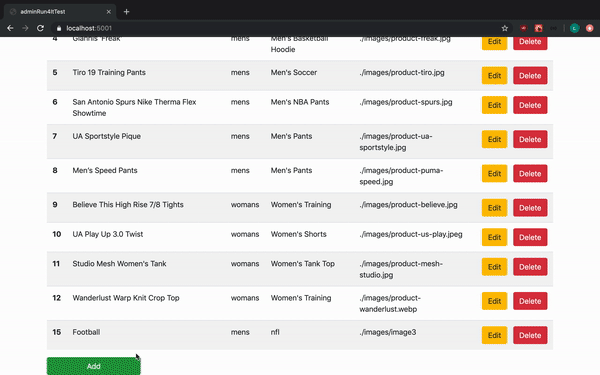 adminRun4ItTest
localhost:5001
4 Giannis "Freak" mens Men's Basketball ./images/product-freak.jpg Edit Delete
Hoodie
5 Tiro 19 Training Pants mens Men's Soccer ./images/product-tiro.jpg Edit Delete
6 San Antonio Spurs Nike Therma Flex mens Men's NBA Pants ./images/product-spurs.jpg Edit Delete
Showtime
7 UA Sportstyle Pique mens Men's Pants ./images/product-ua- Edit Delete
sportstyle.jpg
8 Men's Speed Pants mens Men's Pants ./images/product-puma- Edit Delete
speed.jpg
9 Believe This High Rise 7/8 Tights womans Women's Training ./images/product-believe.jpg Edit Delete
10 UA Play Up 3.0 Twist womans Women's Shorts ./images/product-us-play.jpeg Edit Delete
11 Studio Mesh Women's Tank womans Women's Tank Top ./images/product-mesh- Edit Delete
studio.jpg
12 Wanderlust Warp Knit Crop Top womans Women's Training ./images/product- Edit Delete
wanderlust.webp
15 Football mens nfl ./images/image3 Edit Delete
Add